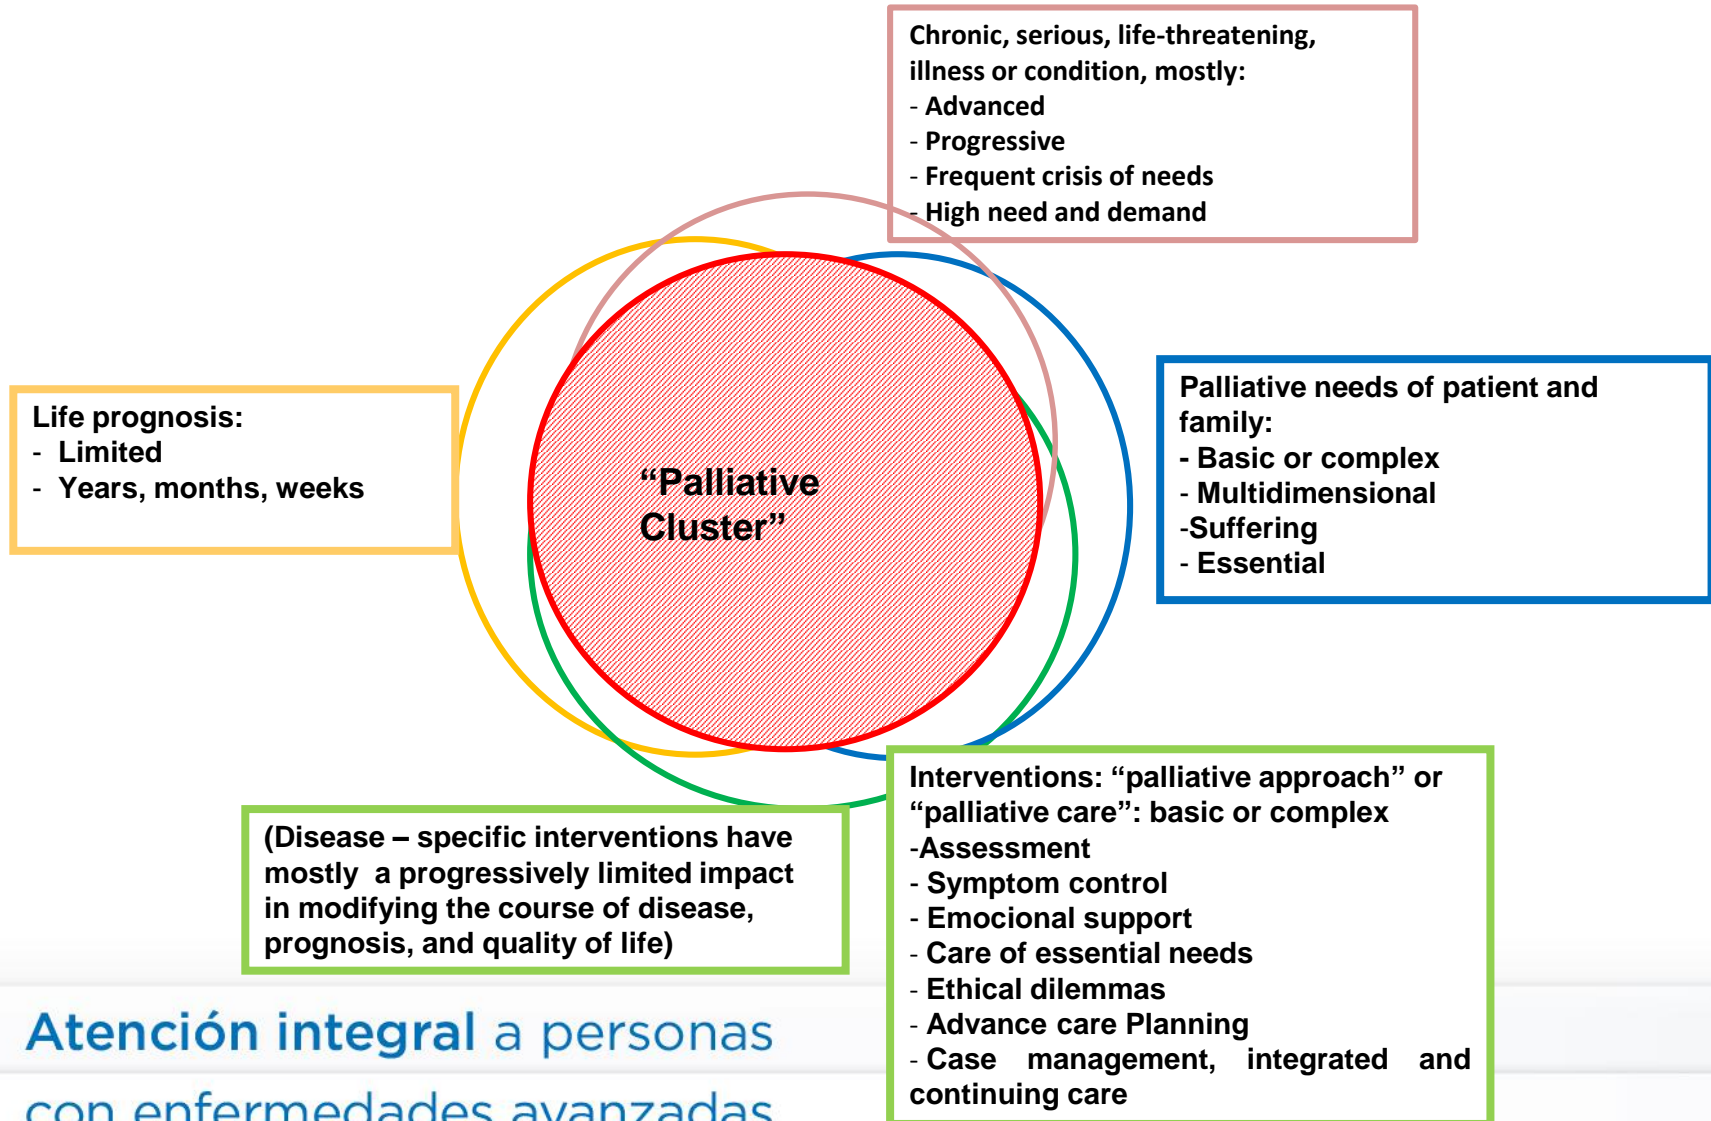 Chronic, serious, life-threatening,
illness or condition, mostly:
- Advanced
- Progressive
- Frequent crisis of needs
- High need and demand
Life prognosis:
- Limited
- Years, months, weeks
“Palliative
Cluster”
Palliative needs of patient and
family:
- Basic or complex
- Multidimensional
-Suffering
- Essential
(Disease – specific interventions have
mostly a progressively limited impact
in modifying the course of disease,
prognosis, and quality of life)
Interventions: “palliative approach” or
“palliative care”: basic or complex
-Assessment
- Symptom control
- Emocional support
- Care of essential needs
- Ethical dilemmas
- Advance care Planning
- Case management, integrated and
continuing care
Atención integral a personas
con enfermedades avanzadas